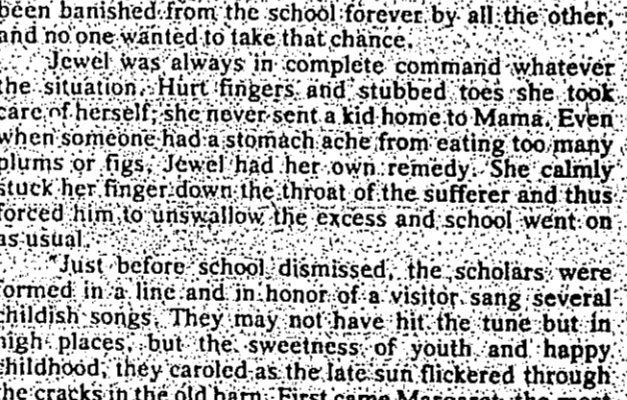 been banished from the school forever by all the other,
and no one wanted to take that chance.
Jewel was always in complete command whatever
the situation. Hurt fingers and stubbed toes she took
care of herself; she never sent a kid home to Mama. Even
when someone had a stomach ache from eating too many
plums or figs, Jewel had her own remedy. She calmly
stuck her finger down the throat of the sufferer and thus
forced him to unswallow the excess and school went on
as usual.
"Just before school dismissed, the scholars were
formed in a line and in honor of a visitor sang several
childish songs. They may not have hit the tune but in
high places, but the sweetness of youth and happy
childhood, they caroled as the late sun flickered through
the cracks in the old barn. First came Margaret, the most